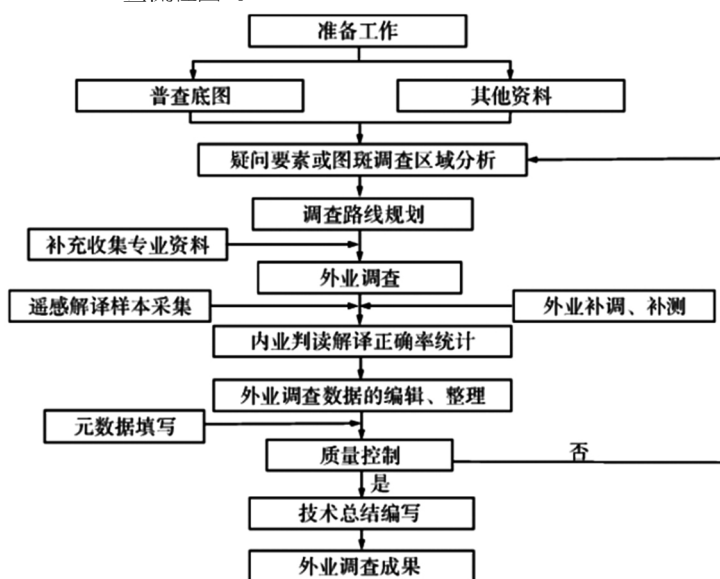 准备工作
普查底图
其他资料
疑问要素或图斑调查区域分析
调查路线规划
补充收集专业资料
外业调查
遥感解译样本采集
外业补调、补测
内业判读解译正确率统计
外业调查数据的编辑、整理
元数据填写
质量控制
否
是
技术总结编写
外业调查成果